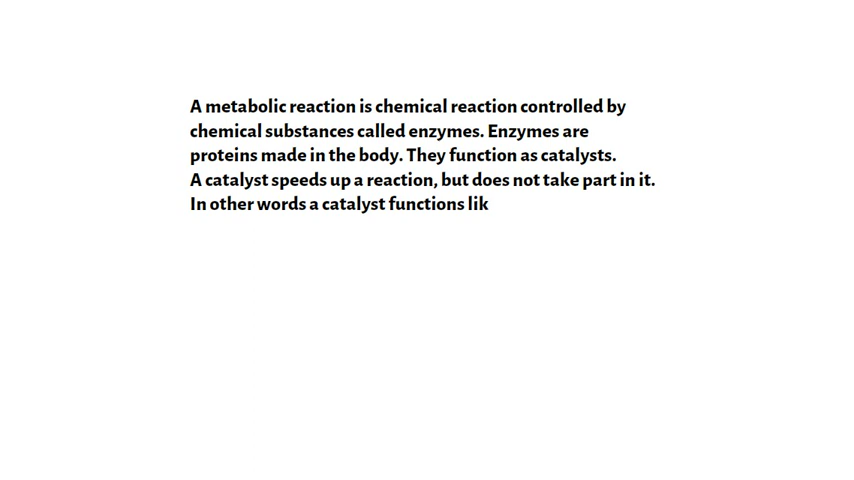 A metabolic reaction is chemical reaction controlled by
chemical substances called enzymes. Enzymes are
proteins made in the body. They function as catalysts.
A catalyst speeds up a reaction, but does not take part in it.
In other words a catalyst functions lik